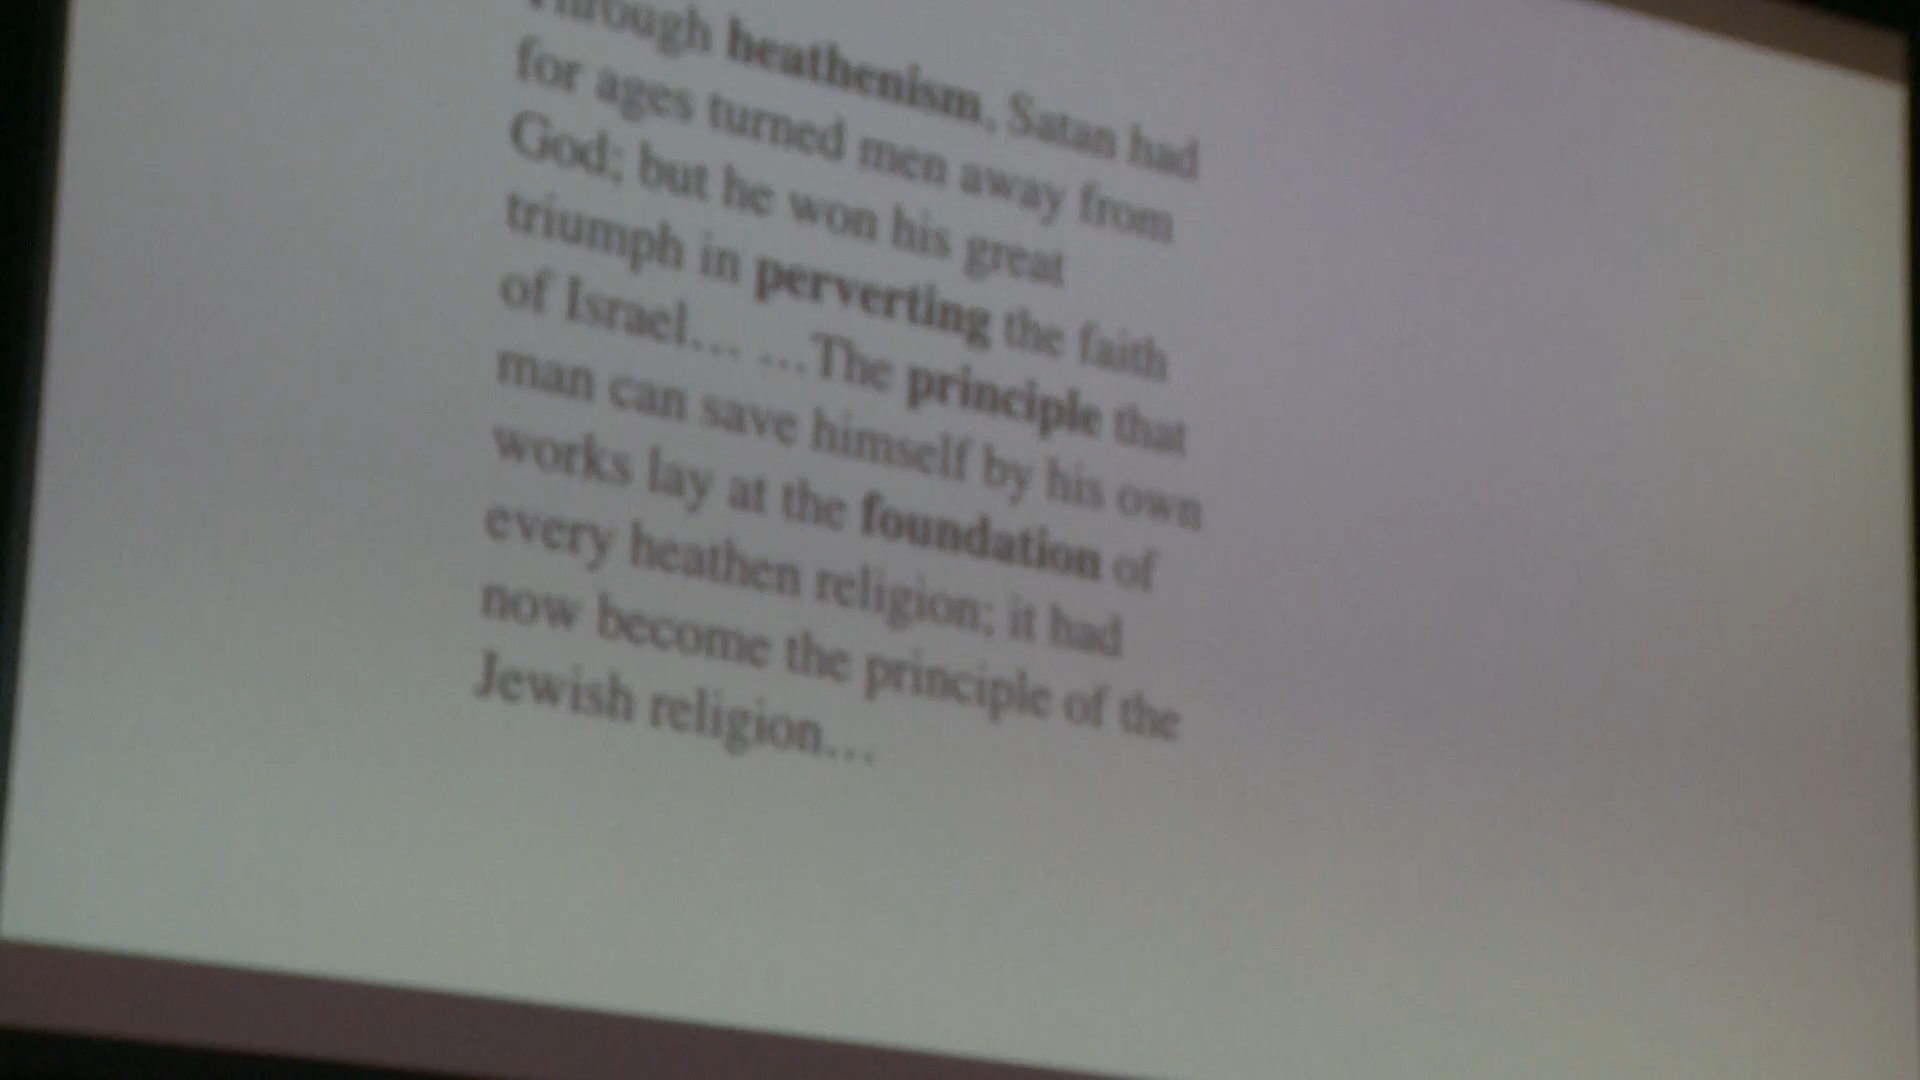 Through heathenism, Satan had
for ages turned men away from
God; but he won his great
triumph in perverting the faith
of Israel... ...The principle that
man can save himself by his own
works lay at the foundation of
every heathen religion; it had
now become the principle of the
Jewish religion...